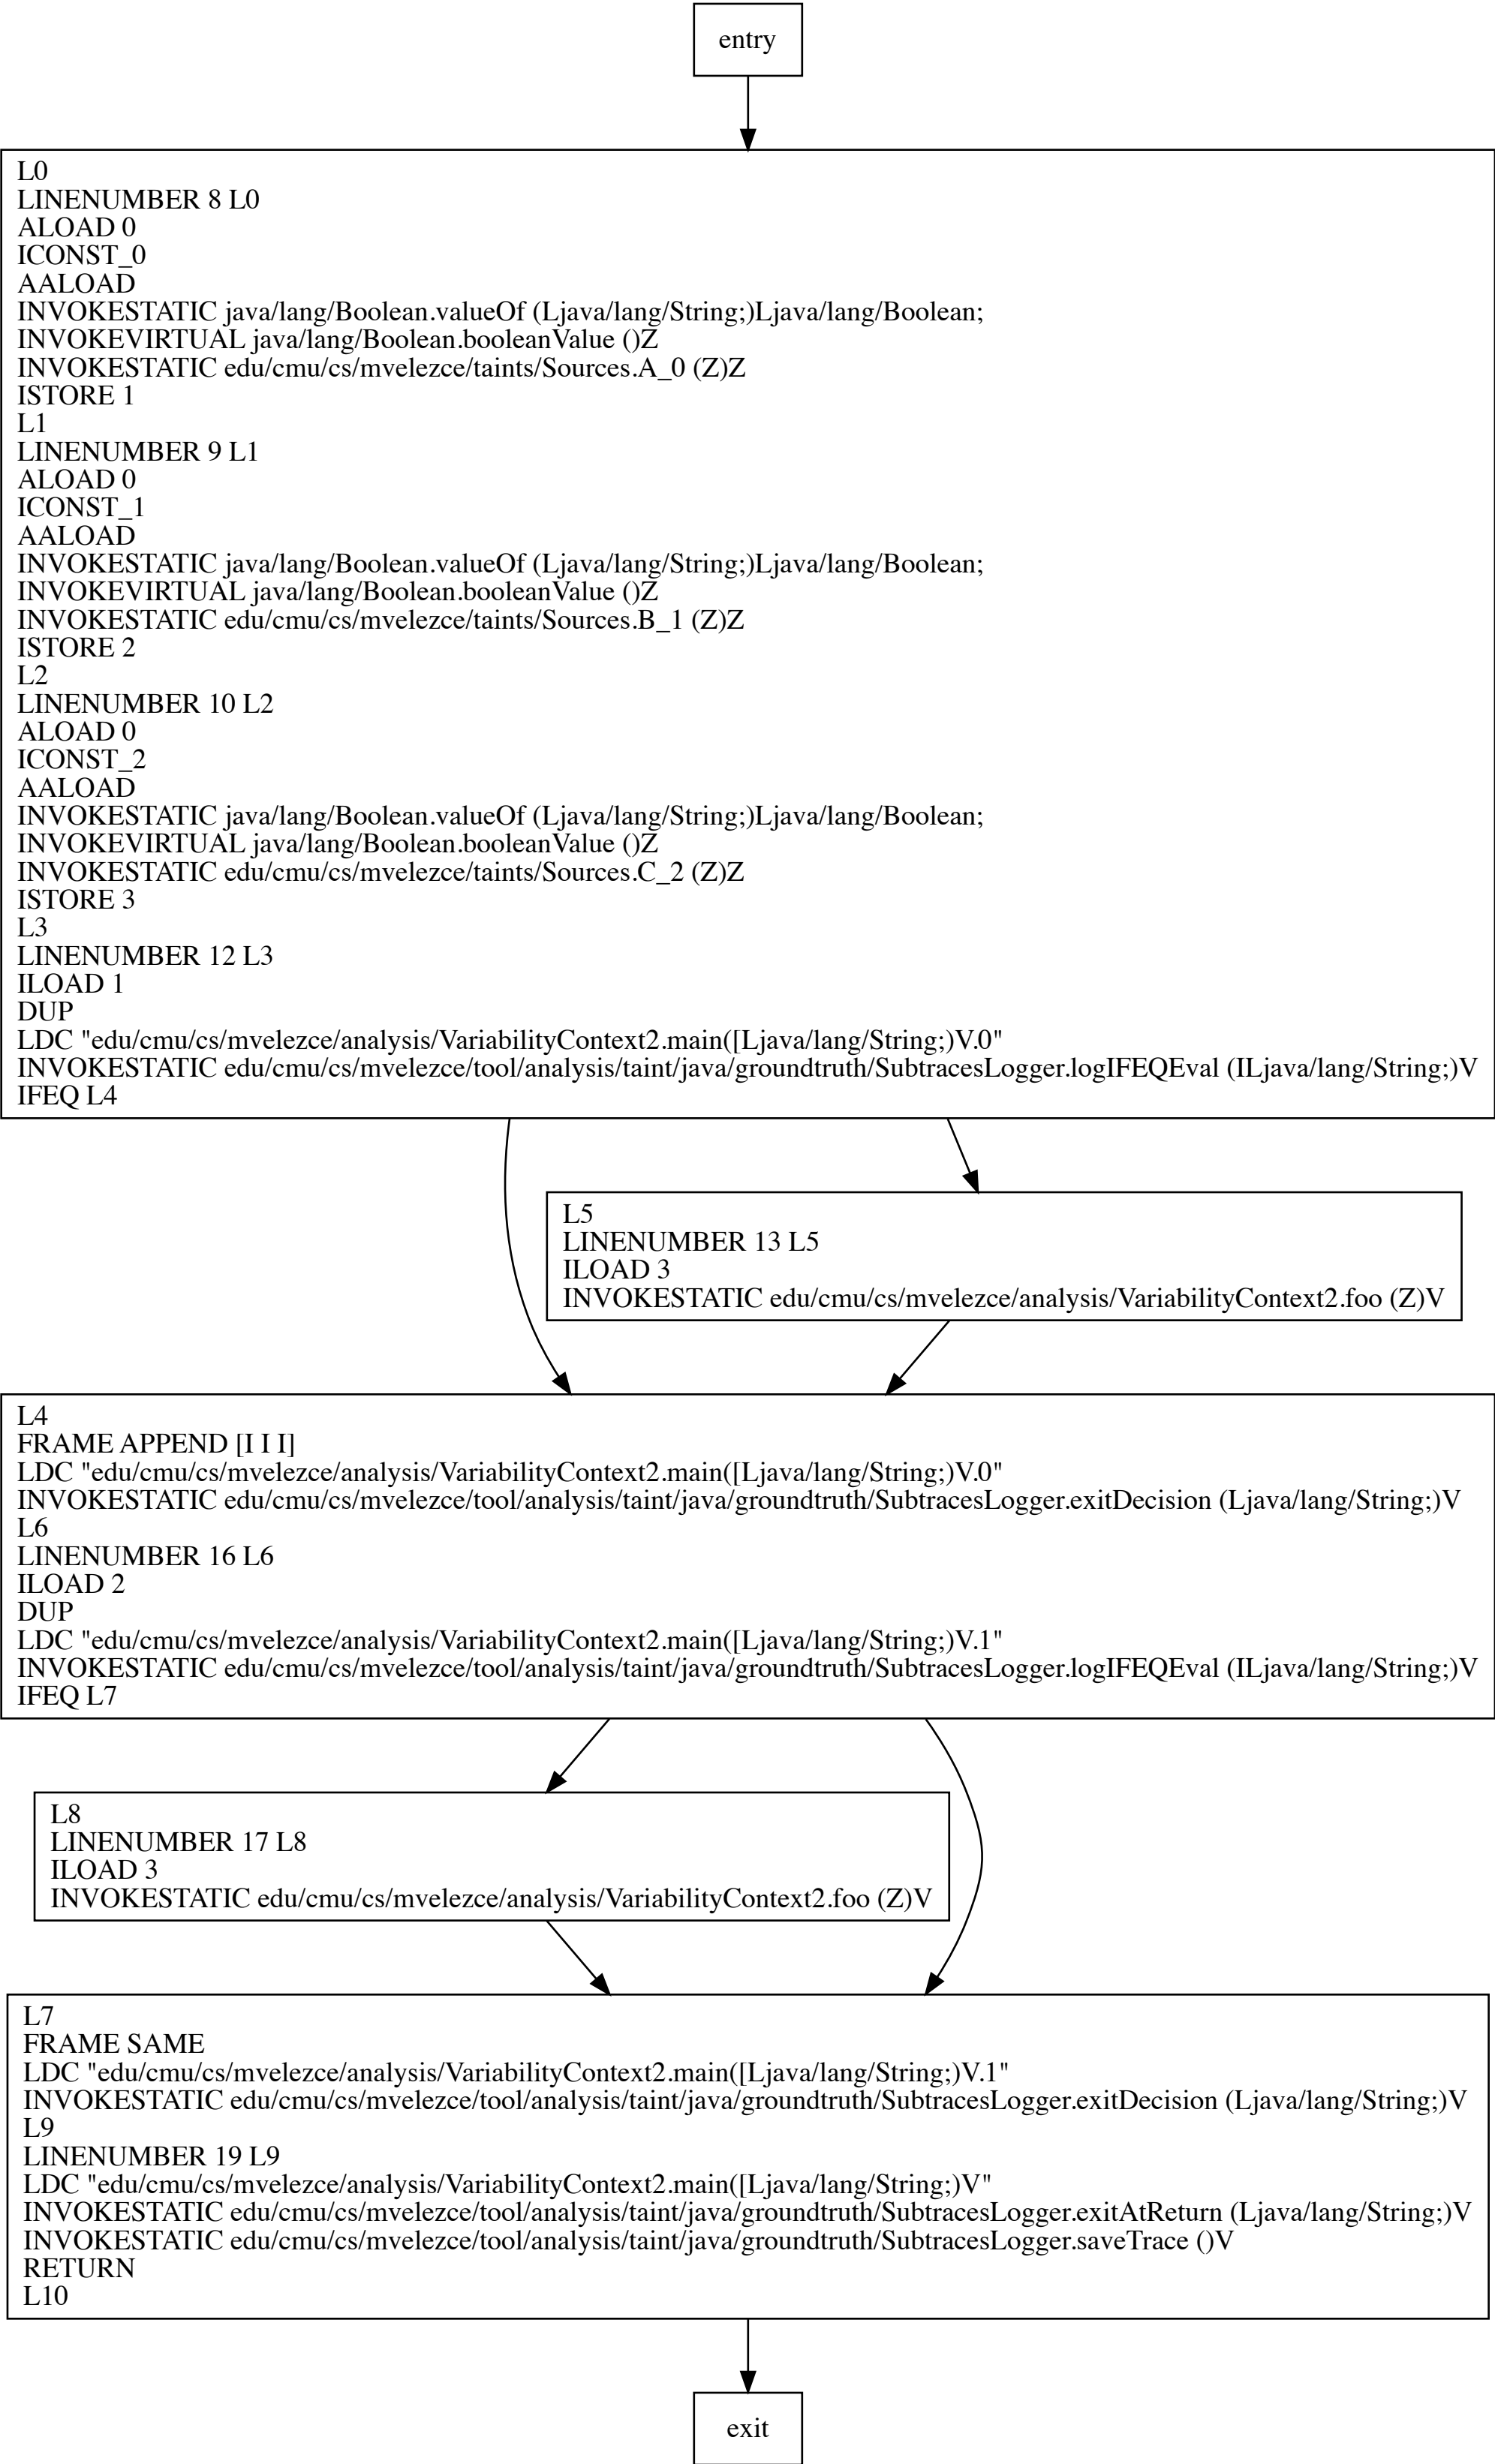 entry
L0
LINENUMBER 8 L0
ALOAD 0
ICONST_0
AALOAD
INVOKESTATIC java/lang/Boolean.valueOf (Ljava/lang/String;)Ljava/lang/Boolean;
INVOKEVIRTUAL java/lang/Boolean.booleanValue ()Z
INVOKESTATIC edu/cmu/cs/mvelezce/taints/Sources.A_0 (Z)Z
ISTORE 1
L1
LINENUMBER 9 L1
ALOAD 0
ICONST_1
AALOAD
INVOKESTATIC java/lang/Boolean.valueOf (Ljava/lang/String;)Ljava/lang/Boolean;
INVOKEVIRTUAL java/lang/Boolean.booleanValue ()Z
INVOKESTATIC edu/cmu/cs/mvelezce/taints/Sources.B_1 (Z)Z
ISTORE 2
L2
LINENUMBER 10 L2
ALOAD 0
ICONST_2
AALOAD
INVOKESTATIC java/lang/Boolean.valueOf (Ljava/lang/String;)Ljava/lang/Boolean;
INVOKEVIRTUAL java/lang/Boolean.booleanValue ()Z
INVOKESTATIC edu/cmu/cs/mvelezce/taints/Sources.C_2 (Z)Z
ISTORE 3
L3
LINENUMBER 12 L3
ILOAD 1
DUP
LDC "edu/cmu/cs/mvelezce/analysis/VariabilityContext2.main([Ljava/lang/String;)V.0"
INVOKESTATIC edu/cmu/cs/mvelezce/tool/analysis/taint/java/groundtruth/SubtracesLogger.logIFEQEval (ILjava/lang/String;)V
IFEQ L4
L5
LINENUMBER 13 L5
ILOAD 3
INVOKESTATIC edu/cmu/cs/mvelezce/analysis/VariabilityContext2.foo (Z)V
L4
FRAME APPEND [I I I]
LDC "edu/cmu/cs/mvelezce/analysis/VariabilityContext2.main([Ljava/lang/String;)V.0"
INVOKESTATIC edu/cmu/cs/mvelezce/tool/analysis/taint/java/groundtruth/SubtracesLogger.exitDecision (Ljava/lang/String;)V
L6
LINENUMBER 16 L6
ILOAD 2
DUP
LDC "edu/cmu/cs/mvelezce/analysis/VariabilityContext2.main([Ljava/lang/String;)V.1"
INVOKESTATIC edu/cmu/cs/mvelezce/tool/analysis/taint/java/groundtruth/SubtracesLogger.logIFEQEval (ILjava/lang/String;)V
IFEQ L7
L8
LINENUMBER 17 L8
ILOAD 3
INVOKESTATIC edu/cmu/cs/mvelezce/analysis/VariabilityContext2.foo (Z)V
L7
FRAME SAME
LDC "edu/cmu/cs/mvelezce/analysis/VariabilityContext2.main([Ljava/lang/String;)V.1"
INVOKESTATIC edu/cmu/cs/mvelezce/tool/analysis/taint/java/groundtruth/SubtracesLogger.exitDecision (Ljava/lang/String;)V
L9
LINENUMBER 19 L9
LDC "edu/cmu/cs/mvelezce/analysis/VariabilityContext2.main([Ljava/lang/String;)V"
INVOKESTATIC edu/cmu/cs/mvelezce/tool/analysis/taint/java/groundtruth/SubtracesLogger.exitAtReturn (Ljava/lang/String;)V
INVOKESTATIC edu/cmu/cs/mvelezce/tool/analysis/taint/java/groundtruth/SubtracesLogger.saveTrace ()V
RETURN
L10
exit